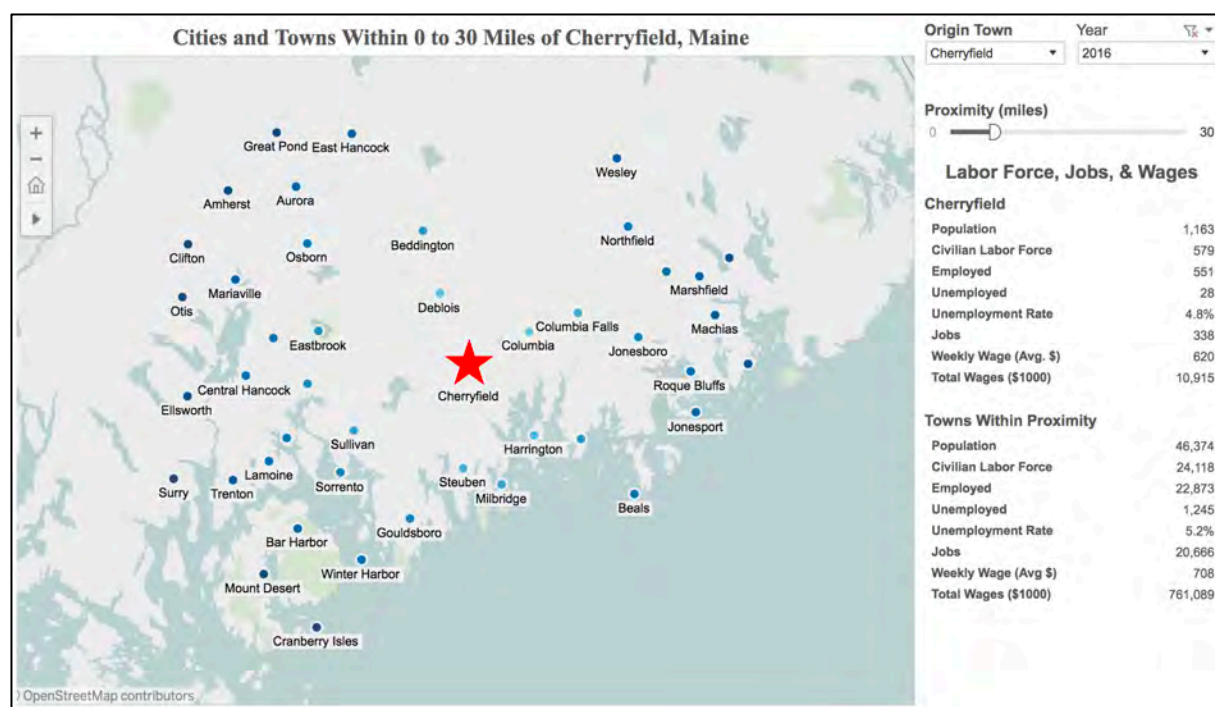 Cities and Towns Within 0 to 30 Miles of Cherryfield, Maine
Great Pond East Hancock
Wesley
Amherst Aurora
Beddington Northfield
Clifton Osborn
Mariaville Marshfield
Otis Deblois
Columbia Falls Machias
Eastbrook Columbia Jonesboro
Central Hancock Cherryfield Roque Bluffs
Ellsworth
Jonesport
Sullivan Harrington
Lamoine
Surry Trenton Sorrento Steuben Milbridge
Beals
Gouldsboro
Bar Harbor
Winter Harbor
Mount Desert
Cranberry Isles
OpenStreetMap contributors
Origin Town Year
Cherryfield 2016
Proximity (miles)
0 30
Labor Force, Jobs, & Wages
Cherryfield
Population 1,163
Civilian Labor Force 579
Employed 551
Unemployed 28
Unemployment Rate 4.8%
Jobs 338
Weekly Wage (Avg. $) 620
Total Wages ($1000) 10,915
Towns Within Proximity
Population 46,374
Civilian Labor Force 24,118
Employed 22,873
Unemployed 1,245
Unemployment Rate 5.2%
Jobs 20,666
Weekly Wage (Avg $) 708
Total Wages ($1000) 761,089